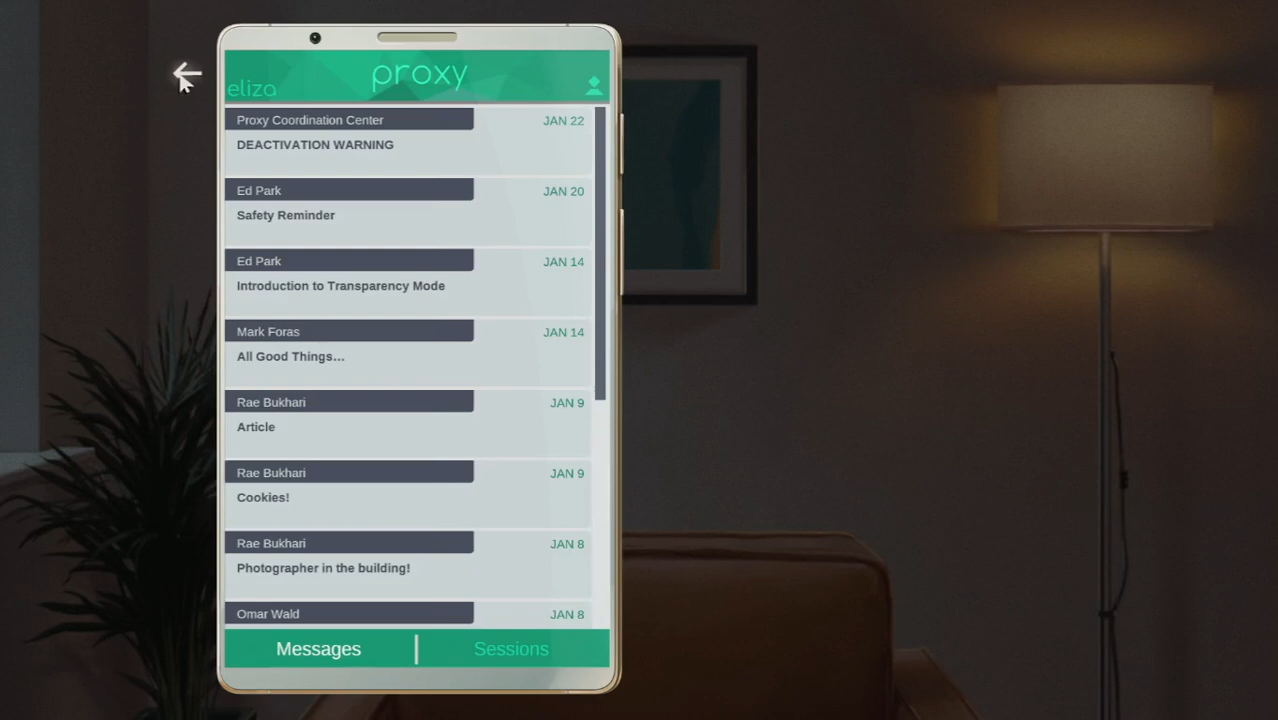 proxy
eliza
Proxy Coordination Center JAN 22
DEACTIVATION WARNING
Ed Park JAN 20
Safety Reminder
Ed Park JAN 14
Introduction to Transparency Mode
Mark Foras JAN 14
All Good Things...
Rae Bukhari JAN 9
Article
Rae Bukhari JAN 9
Cookies!
Rae Bukhari JAN 8
Photographer in the building!
Omar Wald JAN 8
Messages | Sessions